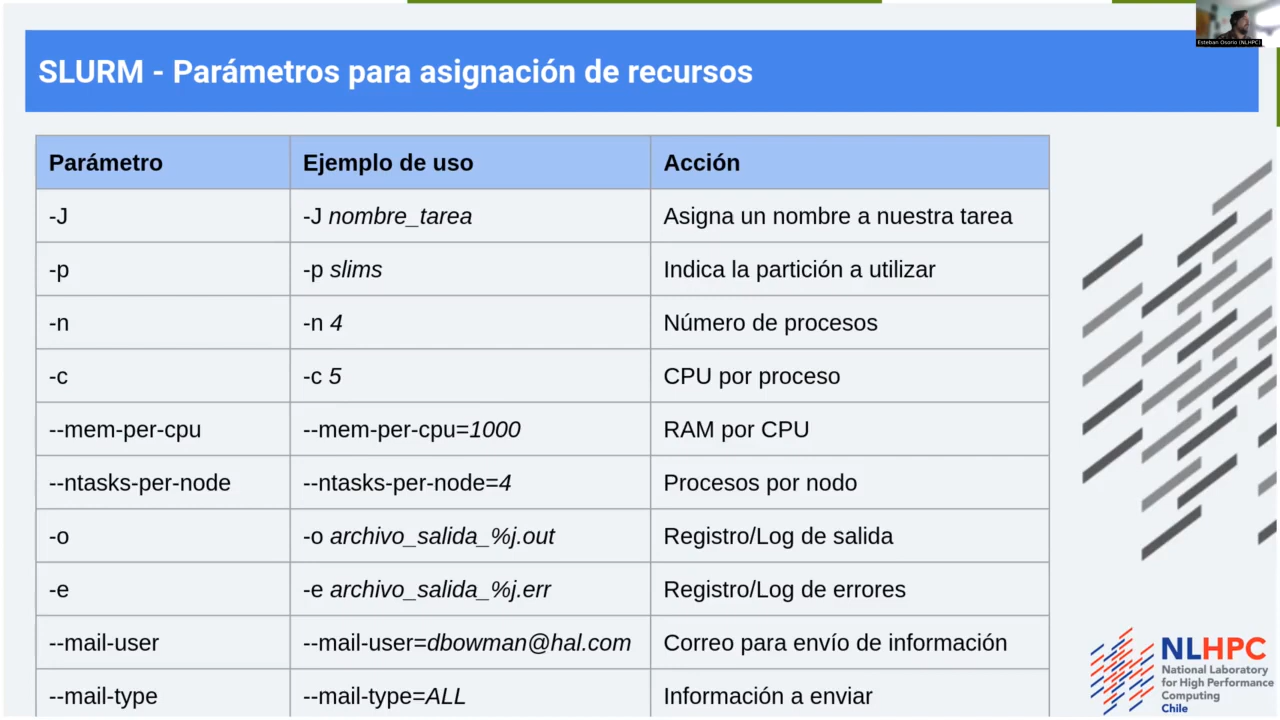 Esteban Osorio (NLHPC)
SLURM - Parámetros para asignación de recursos
Parámetro Ejemplo de uso Acción
-J -J nombre_tarea Asigna un nombre a nuestra tarea
-p -p slims Indica la partición a utilizar
-n -n 4 Número de procesos
-c -c 5 CPU por proceso
--mem-per-cpu --mem-per-cpu=1000 RAM por CPU
--ntasks-per-node --ntasks-per-node=4 Procesos por nodo
-o -o archivo_salida_%j.out Registro/Log de salida
-e -e archivo_salida_%j.err Registro/Log de errores
--mail-user --mail-user=dbowman@hal.com Correo para envío de información
--mail-type --mail-type=ALL Información a enviar
NLHPC
National Laboratory
for High Performance
Computing
Chile